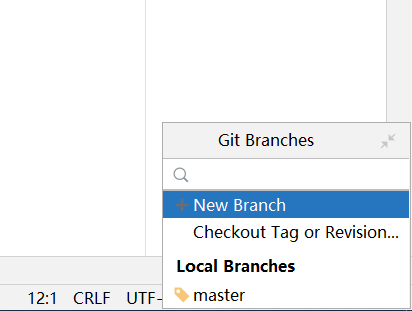 Git Branches
New Branch
Checkout Tag or Revision...
Local Branches
master
12:1 CRLF UTF-